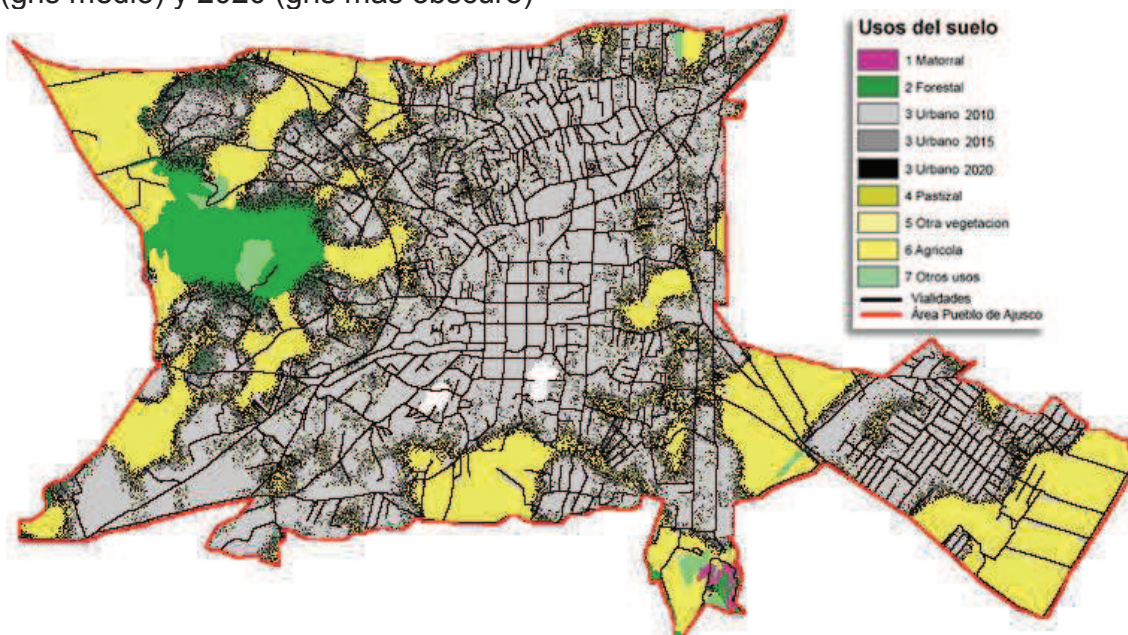 (gris medio) y 2020 (gris más obscuro)
Usos del suelo
1 Matorral
2 Forestal
3 Urbano 2010
3 Urbano 2015
3 Urbano 2020
4 Pastizal
5 Otra vegetacion
6 Agricola
7 Otros usos
Vialidades
Área Pueblo de Ajusco